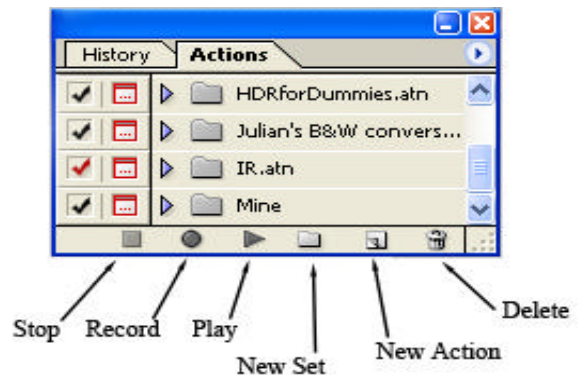 History Actions
HDRforDummies.atn
Julian's B&W convers...
IR.atn
Mine
Stop Record Play New Set New Action Delete